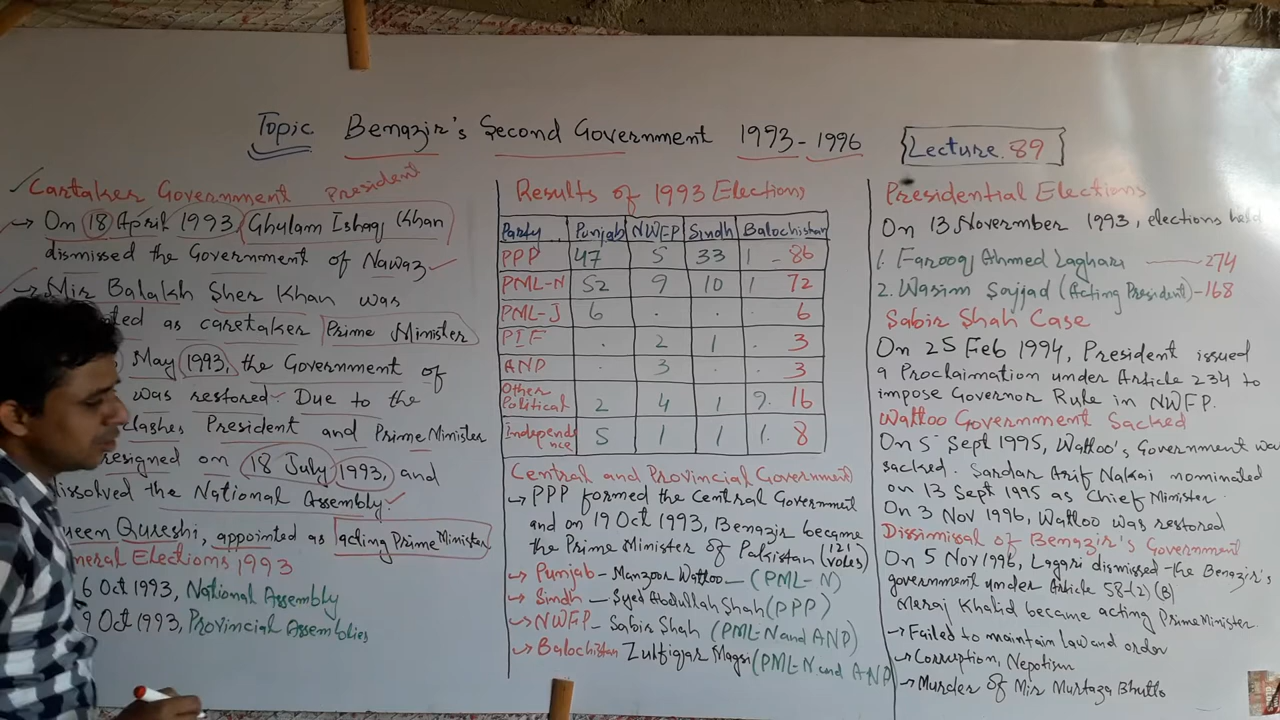 Topic Benazir's Second Government 1993-1996
Lecture 89
Cartaker Government President
→ On 18 April 1993 Ghulam Ishaq Khan
dismissed the Government of Nawaz
→ Mir Balakh Sher Khan was
ted as caretaker Prime Minister
May 1993, the Government of
was restored Due to the
clashes President and Prime Minister
resigned on 18 July 1993, and
issolved the National Assembly
ueen Qureshi, appointed as acting Prime Minister
neral Elections 1993
6 Oct 1993, National Assembly
9 Oct 1993, Provincial Assemblies
Results of 1993 Elections
Party Punjab NWFP Sindh Balochistan
PPP 47 5 33 1 - 86
PML-N 52 9 10 1 72
PML-J 6 . . . 6
PIF . 2 1 . 3
AND . 3 . . 3
Other Political 2 4 1 9. 16
Independence 5 1 1 1. 8
Central and Provincial Government
→ PPP formed the Central Government
and on 19 Oct 1993, Benazir became
the Prime Minister of Pakistan (121 votes)
→ Punjab - Manzoor Wattoo - (PML-N)
→ Sindh - Syed Abdullah Shah (PPP)
→ NWFP - Sabir Shah (PML-N and ANP)
→ Balochistan Zulfiqar Magsi (PML-N and ANP)
Presidential Elections
On 13 Novermber 1993, elections held
1. Farooq Ahmed Laghari - 274
2. Wasim Sajjad (Acting President) - 168
Sabir Shah Case
On 25 Feb 1994, President issued
a Proclaimation under Article 234 to
impose Governor Rule in NWFP.
Wattoo Government Sacked
On 5 Sept 1995, Wattoo's Government was
sacked. Sardar Arif Nakai nominated
on 13 Sept 1995 as Chief Minister.
On 3 Nov 1996, Wattoo was restored
Dissmissal of Benazir's Government
On 5 Nov 1996, Lagari dismissed the Benazir's
government under Article 58-(2) (B)
Meraj Khalid became acting Prime Minister.
→ Failed to maintain law and order
→ Corruption, Nepotism
→ Murder of Mir Murtaza Bhutto